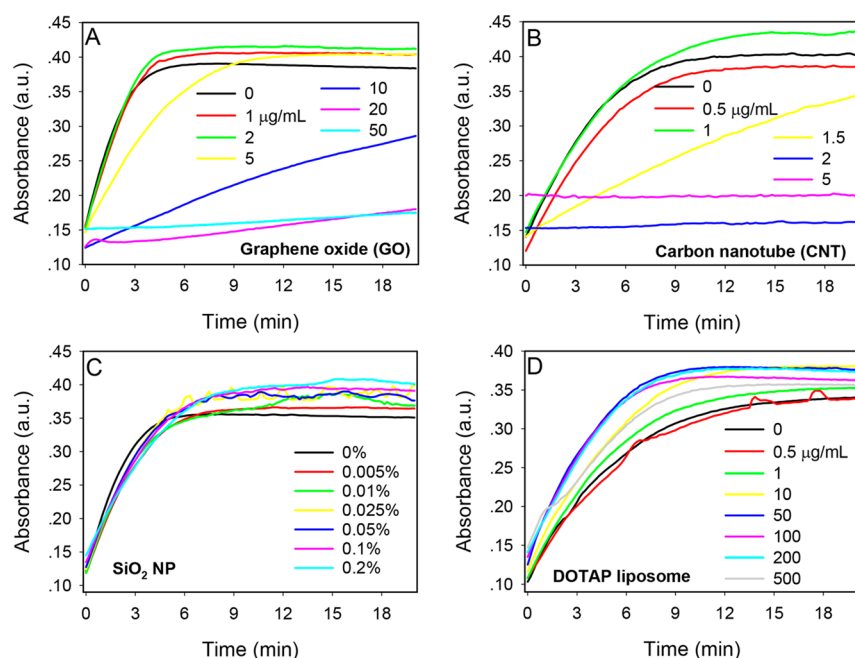 A
.45
.40
.35
.30
.25
.20
.15
.10
Absorbance (a.u.)
0
1 μg/mL
2
5
10
20
50
Graphene oxide (GO)
0 3 6 9 12 15 18
Time (min)
B
.45
.40
.35
.30
.25
.20
.15
.10
Absorbance (a.u.)
0
0.5 μg/mL
1
1.5
2
5
Carbon nanotube (CNT)
0 3 6 9 12 15 18
Time (min)
C
.45
.40
.35
.30
.25
.20
.15
.10
Absorbance (a.u.)
0%
0.005%
0.01%
0.025%
0.05%
0.1%
0.2%
SiO₂ NP
0 3 6 9 12 15 18
Time (min)
D
.40
.35
.30
.25
.20
.15
.10
Absorbance (a.u.)
0
0.5 μg/mL
1
10
50
100
200
500
DOTAP liposome
0 3 6 9 12 15 18
Time (min)